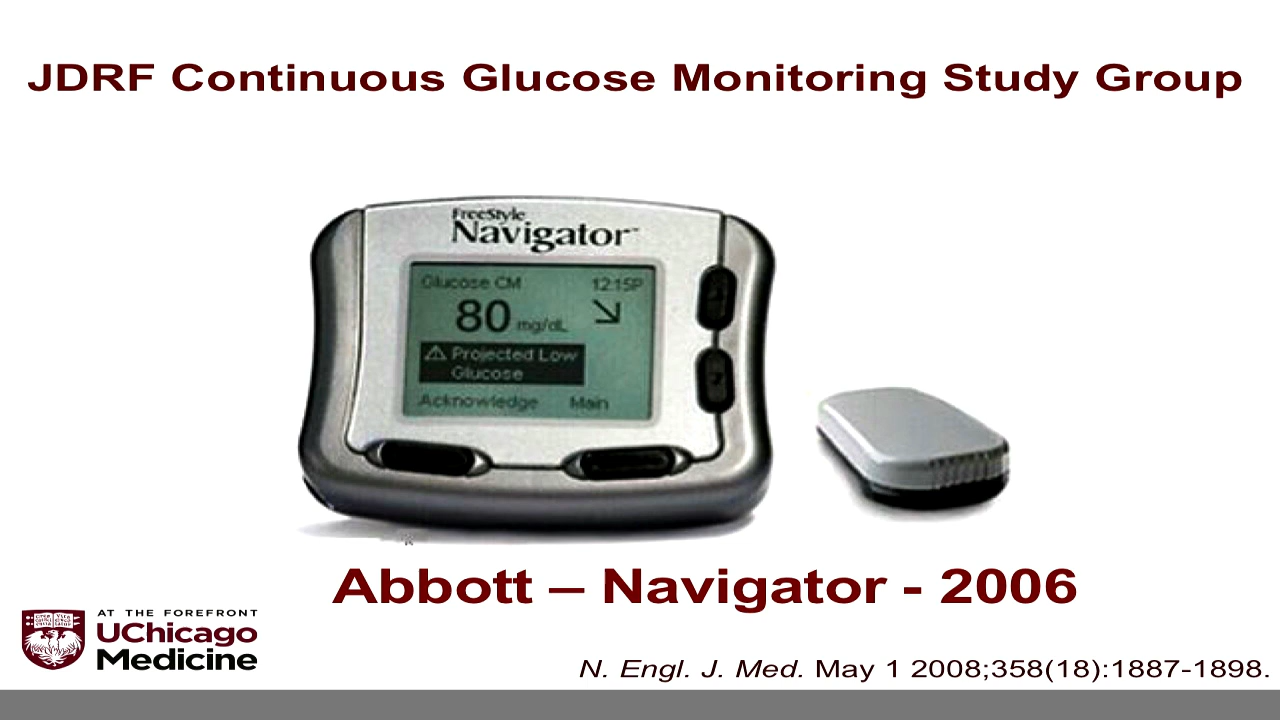 JDRF Continuous Glucose Monitoring Study Group
FreeStyle
Navigator™
Glucose CM 12:15P
80 mg/dL
Projected Low
Glucose
Acknowledge Main
Abbott – Navigator - 2006
AT THE FOREFRONT
UChicago
Medicine
N. Engl. J. Med. May 1 2008;358(18):1887-1898.